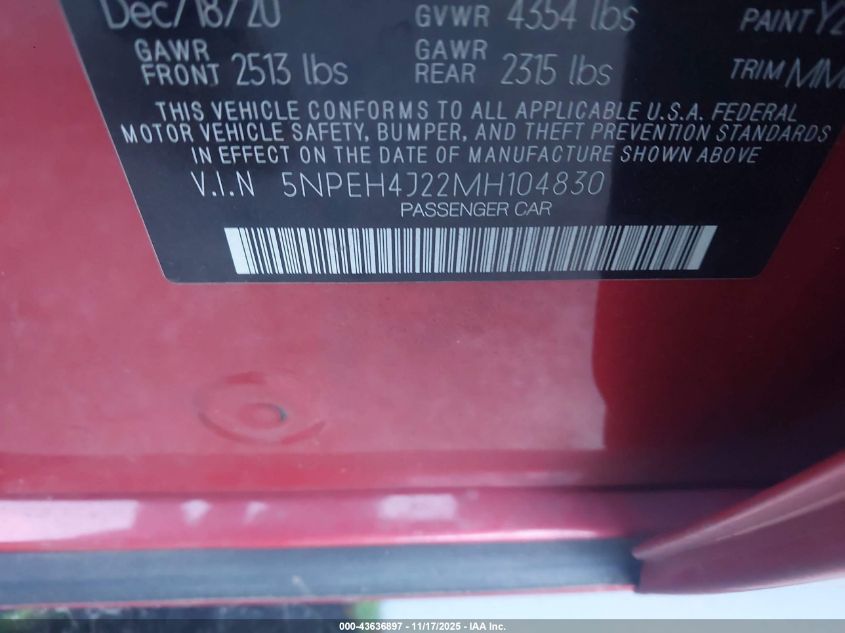 Dec/18/20 GVWR 4354 lbs PAINT
GAWR FRONT 2513 lbs GAWR REAR 2315 lbs TRIM MM
THIS VEHICLE CONFORMS TO ALL APPLICABLE U.S.A. FEDERAL
MOTOR VEHICLE SAFETY, BUMPER, AND THEFT PREVENTION STANDARDS
IN EFFECT ON THE DATE OF MANUFACTURE SHOWN ABOVE.
V.I.N 5NPEH4J22MH104830
PASSENGER CAR
000-43636897 - 11/17/2025 - IAA Inc.